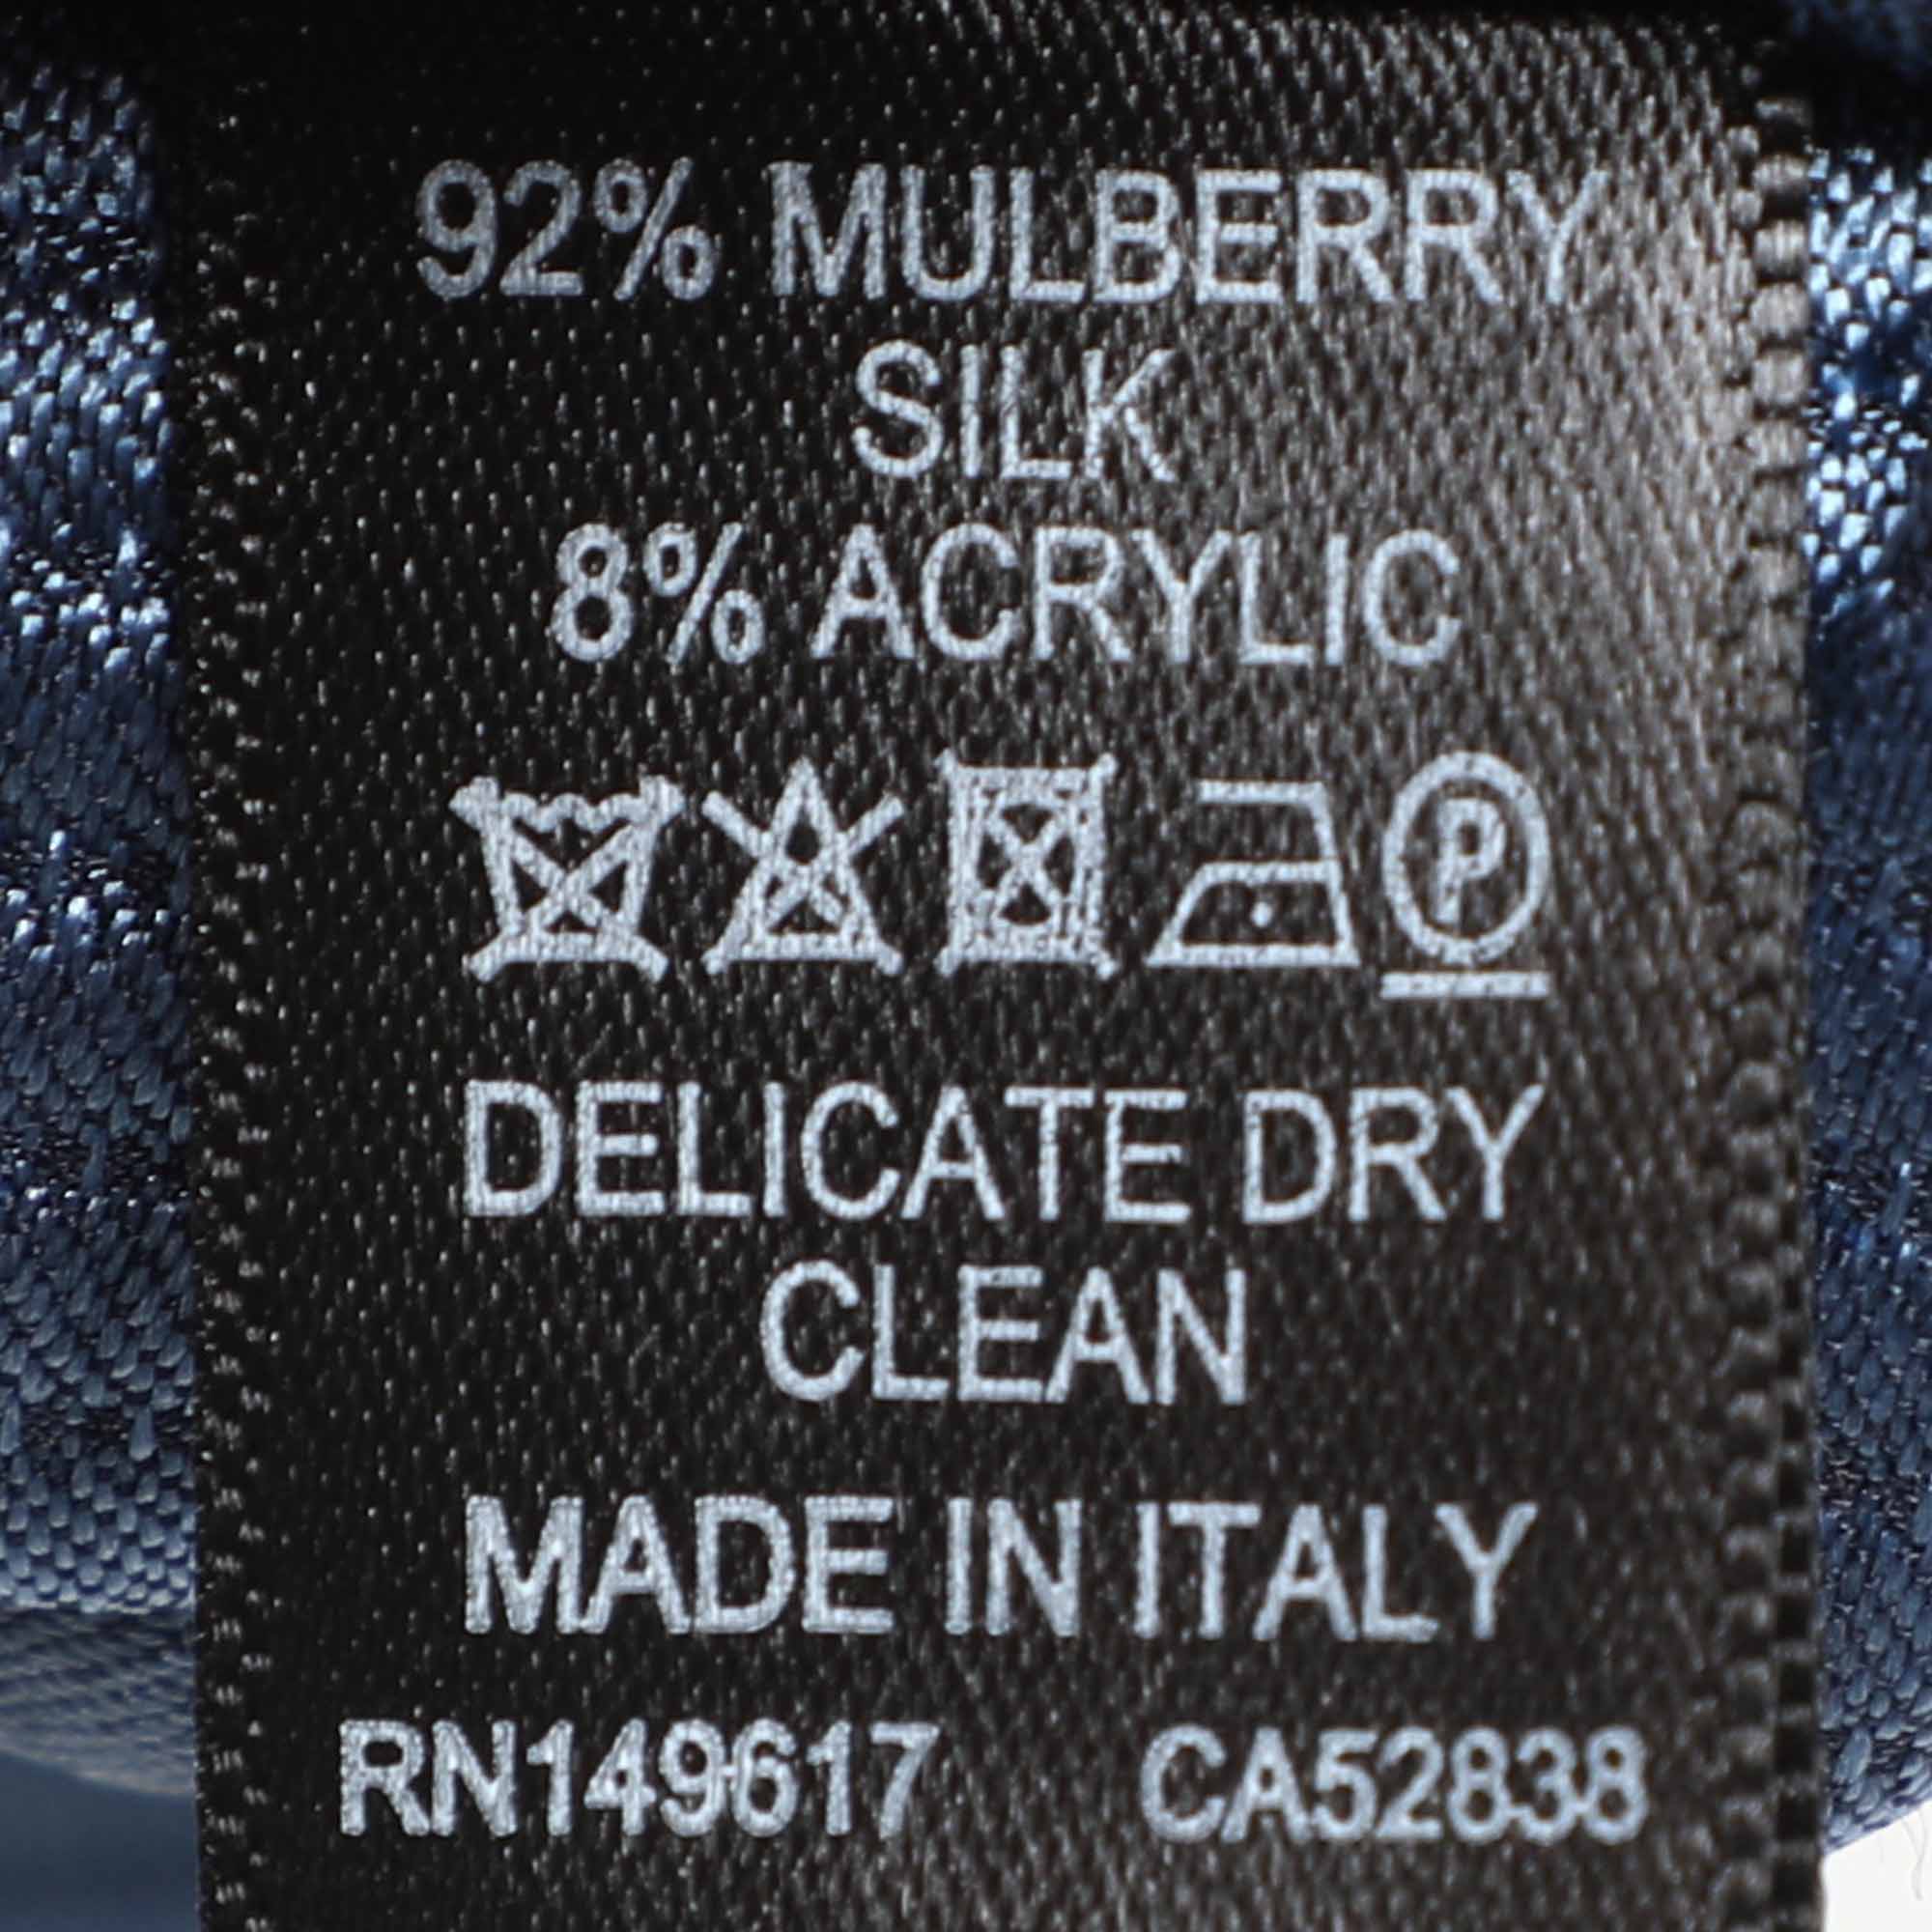 92% MULBERRY
SILK
8% ACRYLIC
P
DELICATE DRY
CLEAN
MADE IN ITALY
RN149617 CA52838